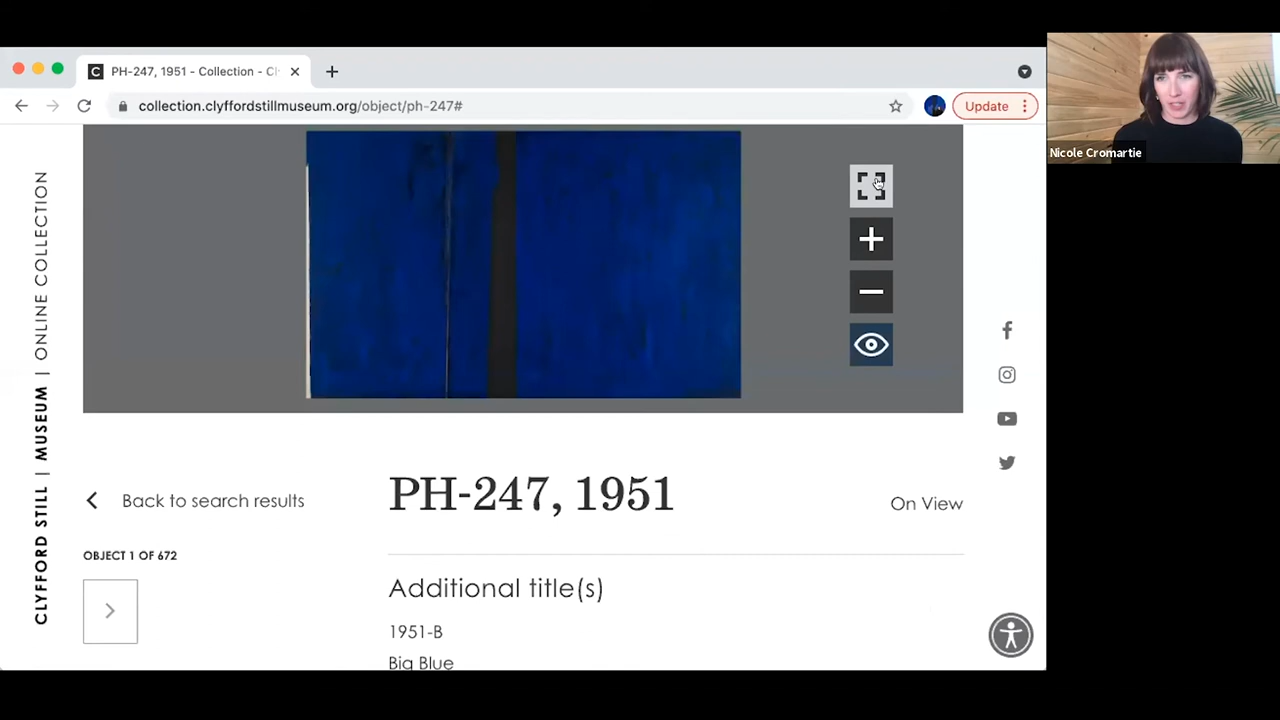 PH-247, 1951 - Collection - Cl
collection.clyffordstillmuseum.org/object/ph-247#
Update
Nicole Cromartie
CLYFFORD STILL | MUSEUM | ONLINE COLLECTION
Back to search results
PH-247, 1951
On View
OBJECT 1 OF 672
Additional title(s)
1951-B
Big Blue